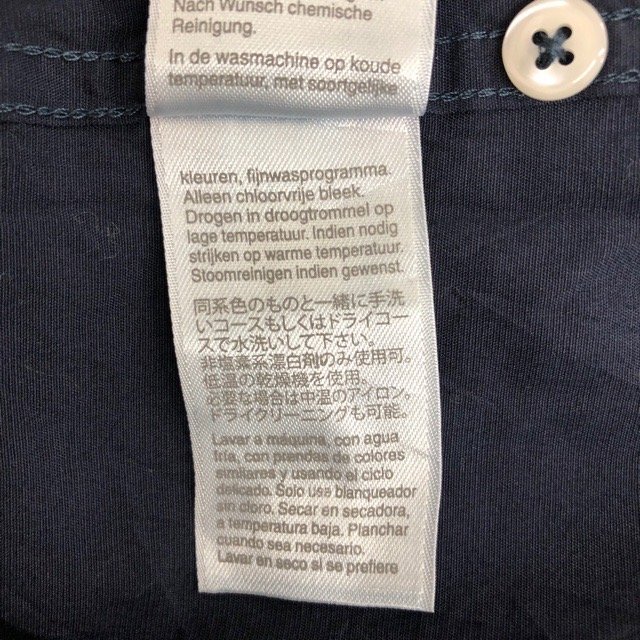 Nach Wunsch chemische
Reinigung.
In de wasmachine op koude
temperatuur, met soortgelijke
kleuren, fijnwasprogramma.
Alleen chloorvrije bleek.
Drogen in droogtrommel op
lage temperatuur. Indien nodig
strijken op warme temperatuur.
Stoomreinigen indien gewenst.
同系色のものと一緒に手洗
いコースもしくはドライコー
スで水洗いして下さい。
非塩素系漂白剤のみ使用可。
低温の乾燥機を使用。
必要な場合は中温のアイロン。
ドライクリーニングも可能。
Lavar a máquina, con agua
fría, con prendas de colores
similares y usando el ciclo
delicado. Solo use blanqueador
sin cloro. Secar en secadora,
a temperatura baja. Planchar
cuando sea necesario.
Lavar en seco si se prefiere